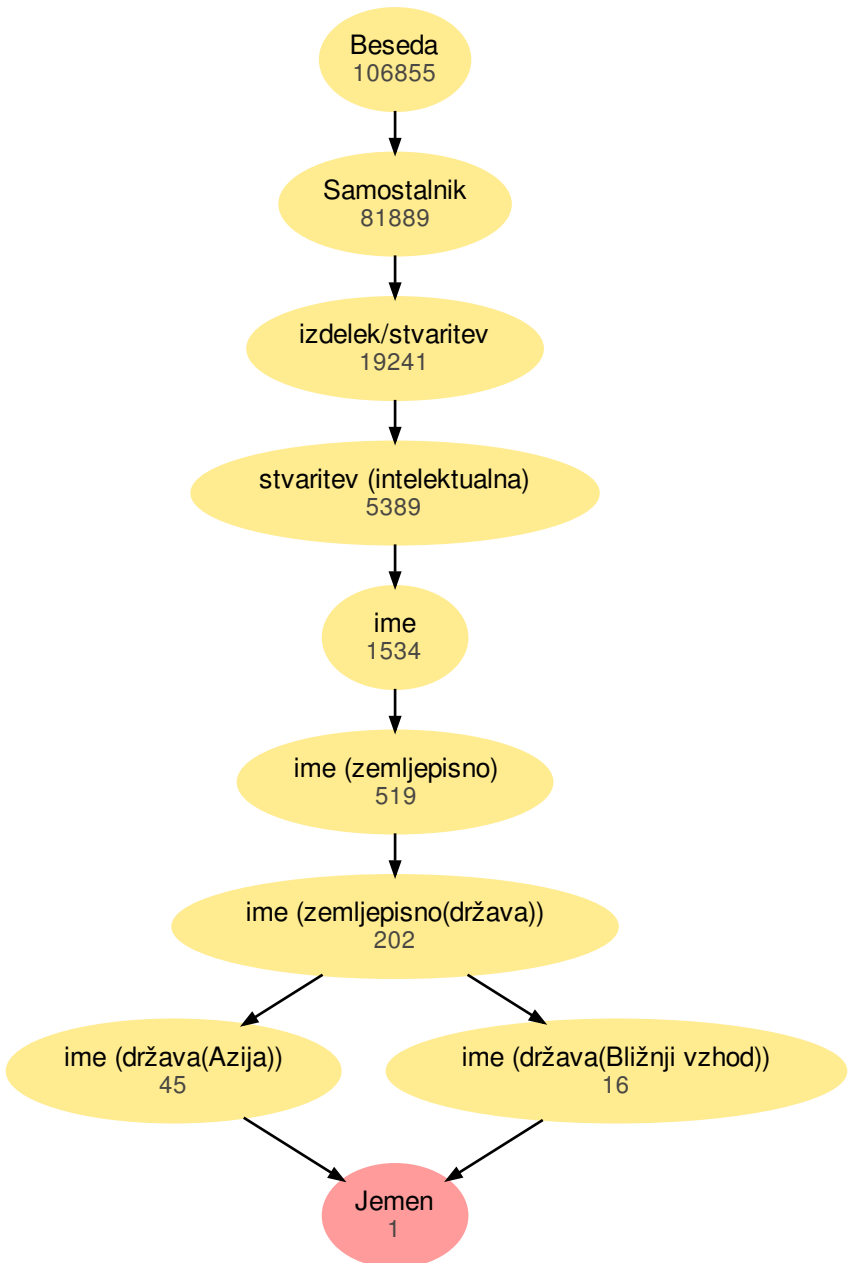 Beseda
106855
Samostalnik
81889
izdelek/stvaritev
19241
stvaritev (intelektualna)
5389
ime
1534
ime (zemljepisno)
519
ime (zemljepisno(država))
202
ime (država(Azija))
45
ime (država(Bližnji vzhod))
16
Jemen
1